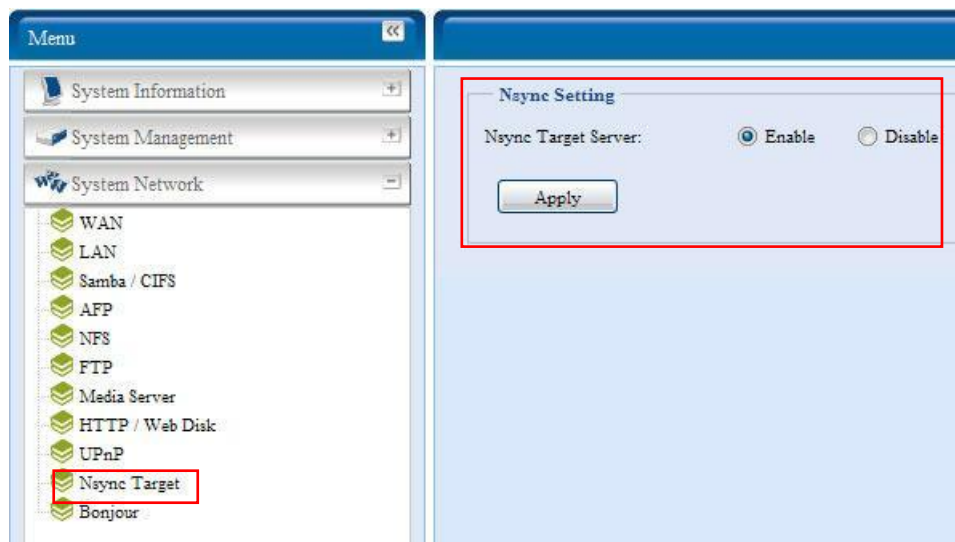 Menu
System Information
System Management
System Network
WAN
LAN
Samba / CIFS
AFP
NFS
FTP
Media Server
HTTP / Web Disk
UPnP
Nsync Target
Bonjour
Nsync Setting
Nsync Target Server: Enable Disable
Apply